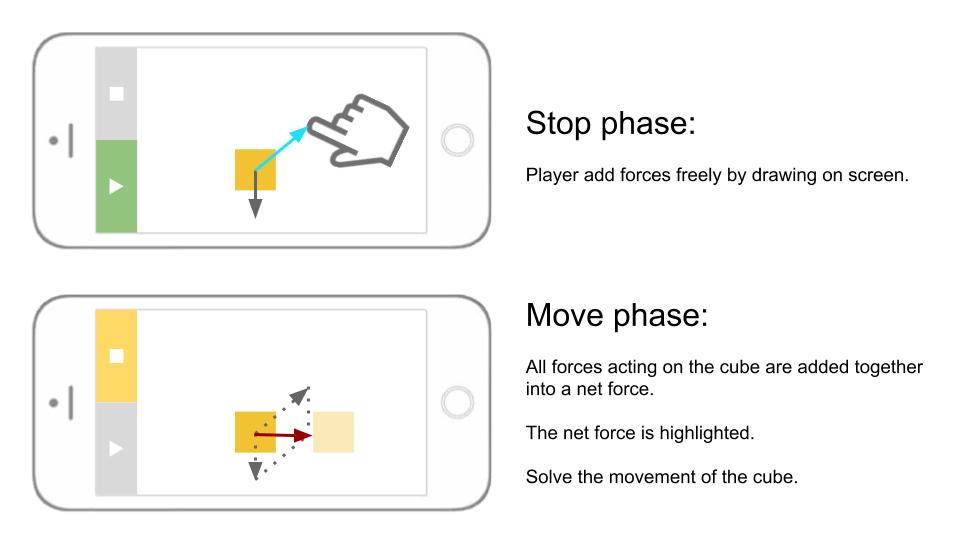 Stop phase:
Player add forces freely by drawing on screen.
Move phase:
All forces acting on the cube are added together
into a net force.
The net force is highlighted.
Solve the movement of the cube.